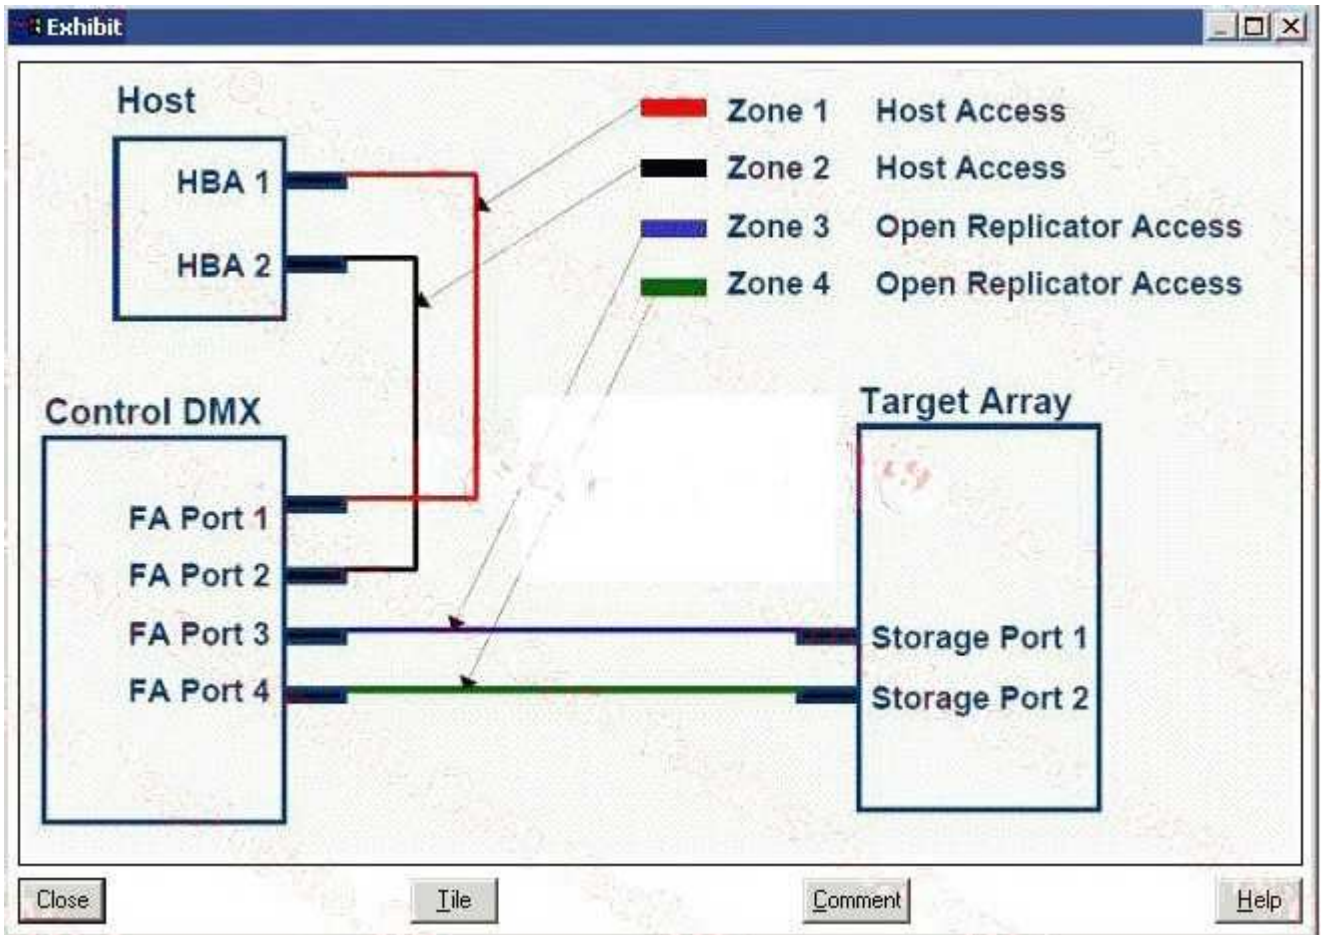 Exhibit
Host
HBA 1
HBA 2
Zone 1 Host Access
Zone 2 Host Access
Zone 3 Open Replicator Access
Zone 4 Open Replicator Access
Control DMX
FA Port 1
FA Port 2
FA Port 3
FA Port 4
Target Array
Storage Port 1
Storage Port 2
Close
Tile
Comment
Help